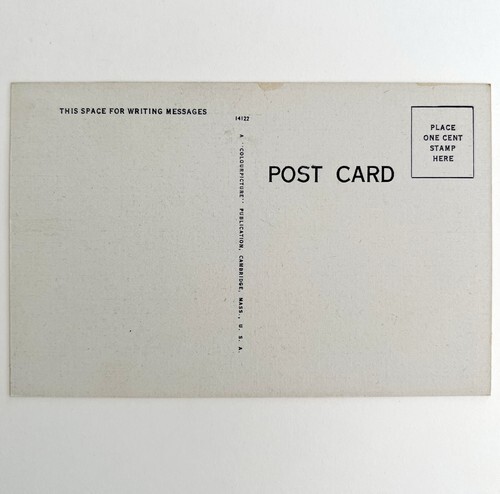 THIS SPACE FOR WRITING MESSAGES
14122
A "COLOURPICTURE" PUBLICATION, CAMBRIDGE, MASS., U. S. A.
POST CARD
PLACE
ONE CENT
STAMP
HERE